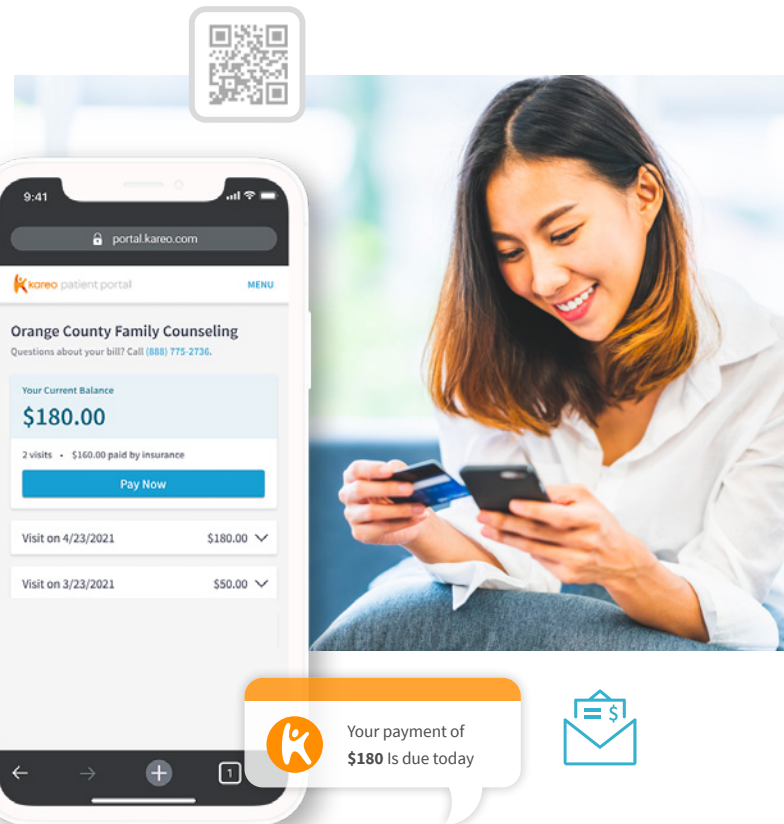 9:41
portal.kareo.com
kareo patient portal
MENU
Orange County Family Counseling
Questions about your bill? Call (888) 775-2736.
Your Current Balance
$180.00
2 visits • $160.00 paid by insurance
Pay Now
Visit on 4/23/2021 $180.00
Visit on 3/23/2021 $50.00
1
Your payment of
$180 Is due today
$